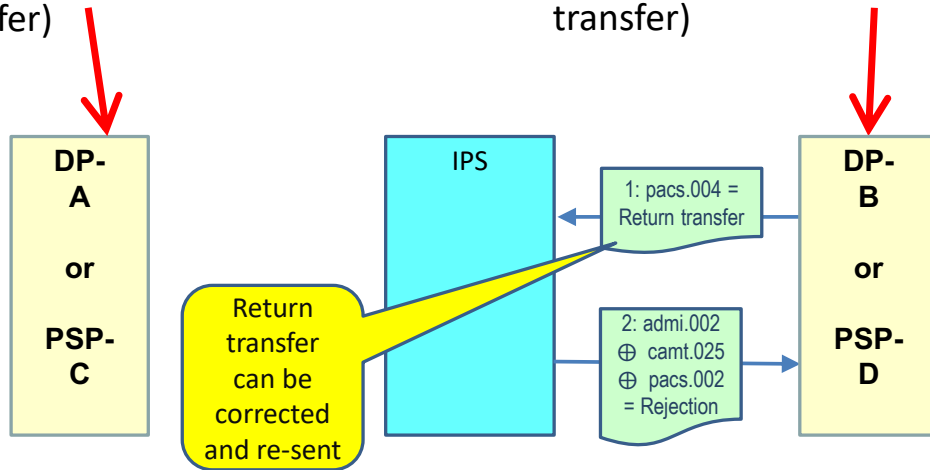 fer)
transfer)
DP-
A
or
PSP-
C
IPS
1: pacs.004 =
Return transfer
DP-
B
or
PSP-
D
Return
transfer
can be
corrected
and re-sent
2: admi.002
⊕ camt.025
⊕ pacs.002
= Rejection